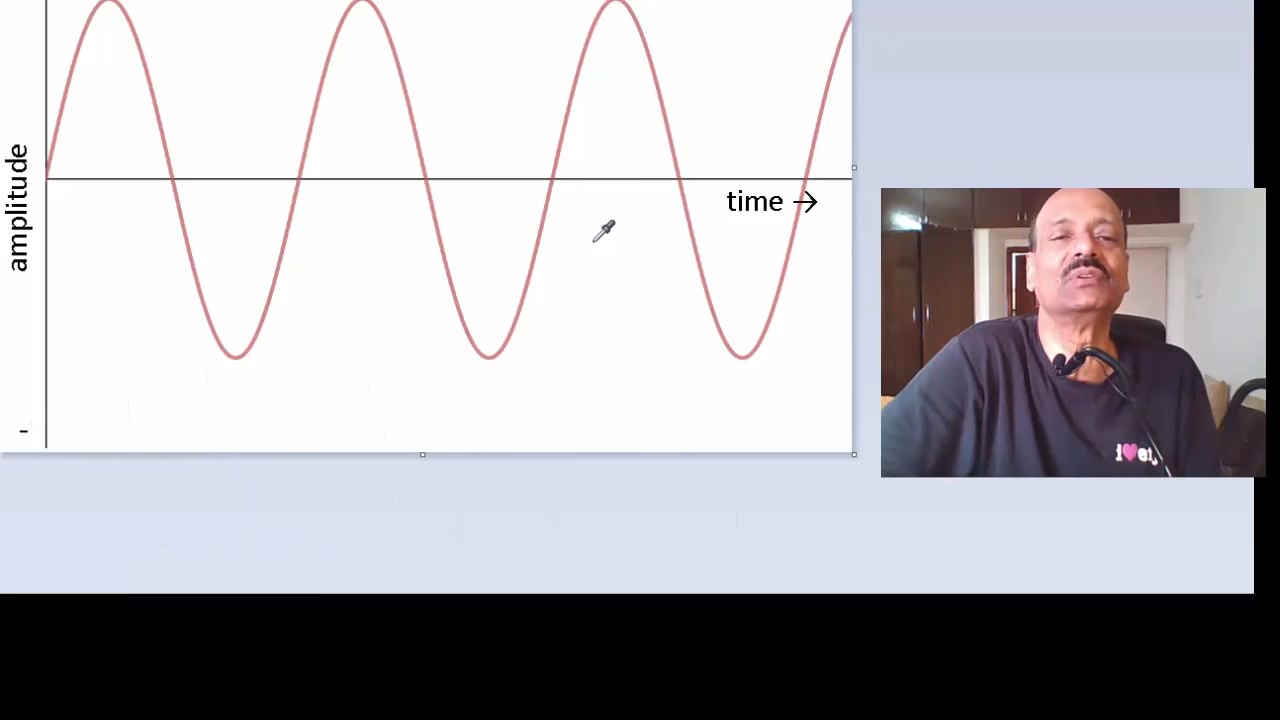 amplitude
time →
-
i♥